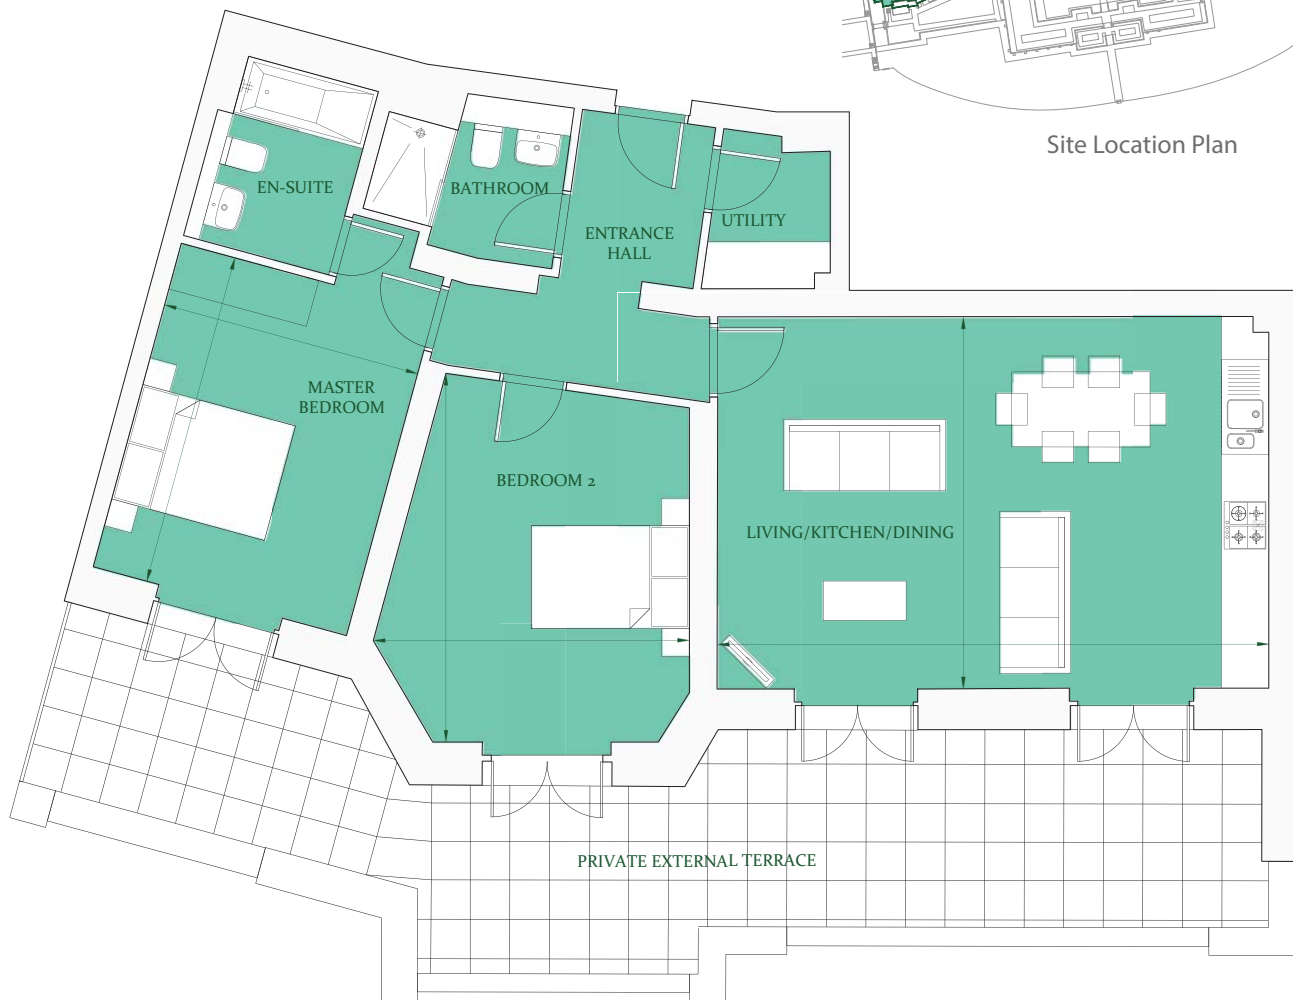 Site Location Plan
EN-SUITE
BATHROOM
ENTRANCE
HALL
UTILITY
MASTER
BEDROOM
BEDROOM 2
LIVING/KITCHEN/DINING
PRIVATE EXTERNAL TERRACE